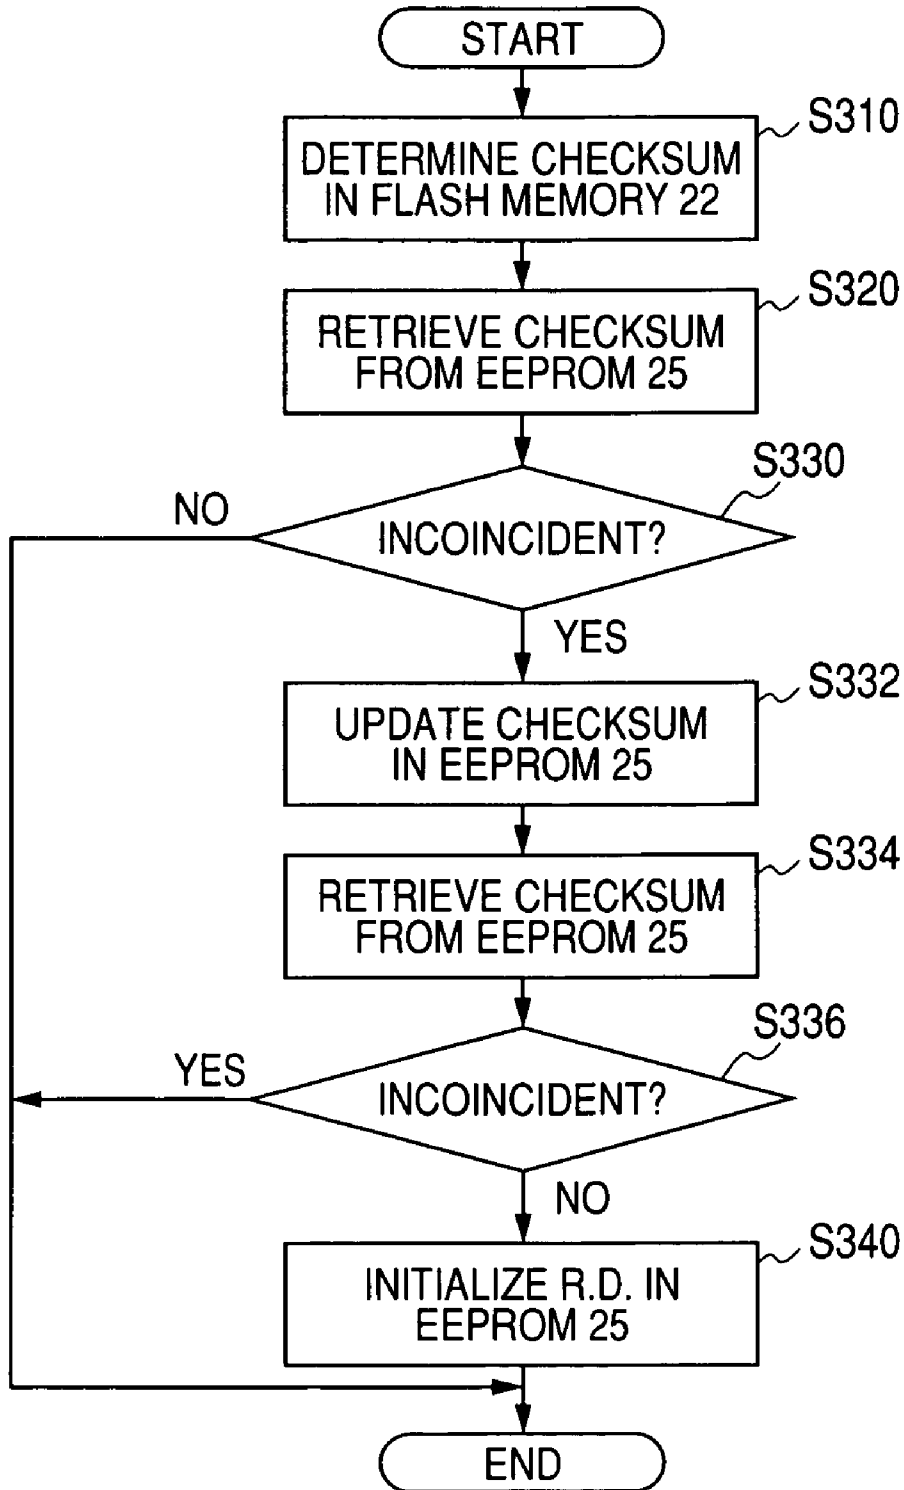 START
S310
DETERMINE CHECKSUM
IN FLASH MEMORY 22
S320
RETRIEVE CHECKSUM
FROM EEPROM 25
S330
NO
INCOINCIDENT?
YES
S332
UPDATE CHECKSUM
IN EEPROM 25
S334
RETRIEVE CHECKSUM
FROM EEPROM 25
S336
YES
INCOINCIDENT?
NO
S340
INITIALIZE R.D. IN
EEPROM 25
END